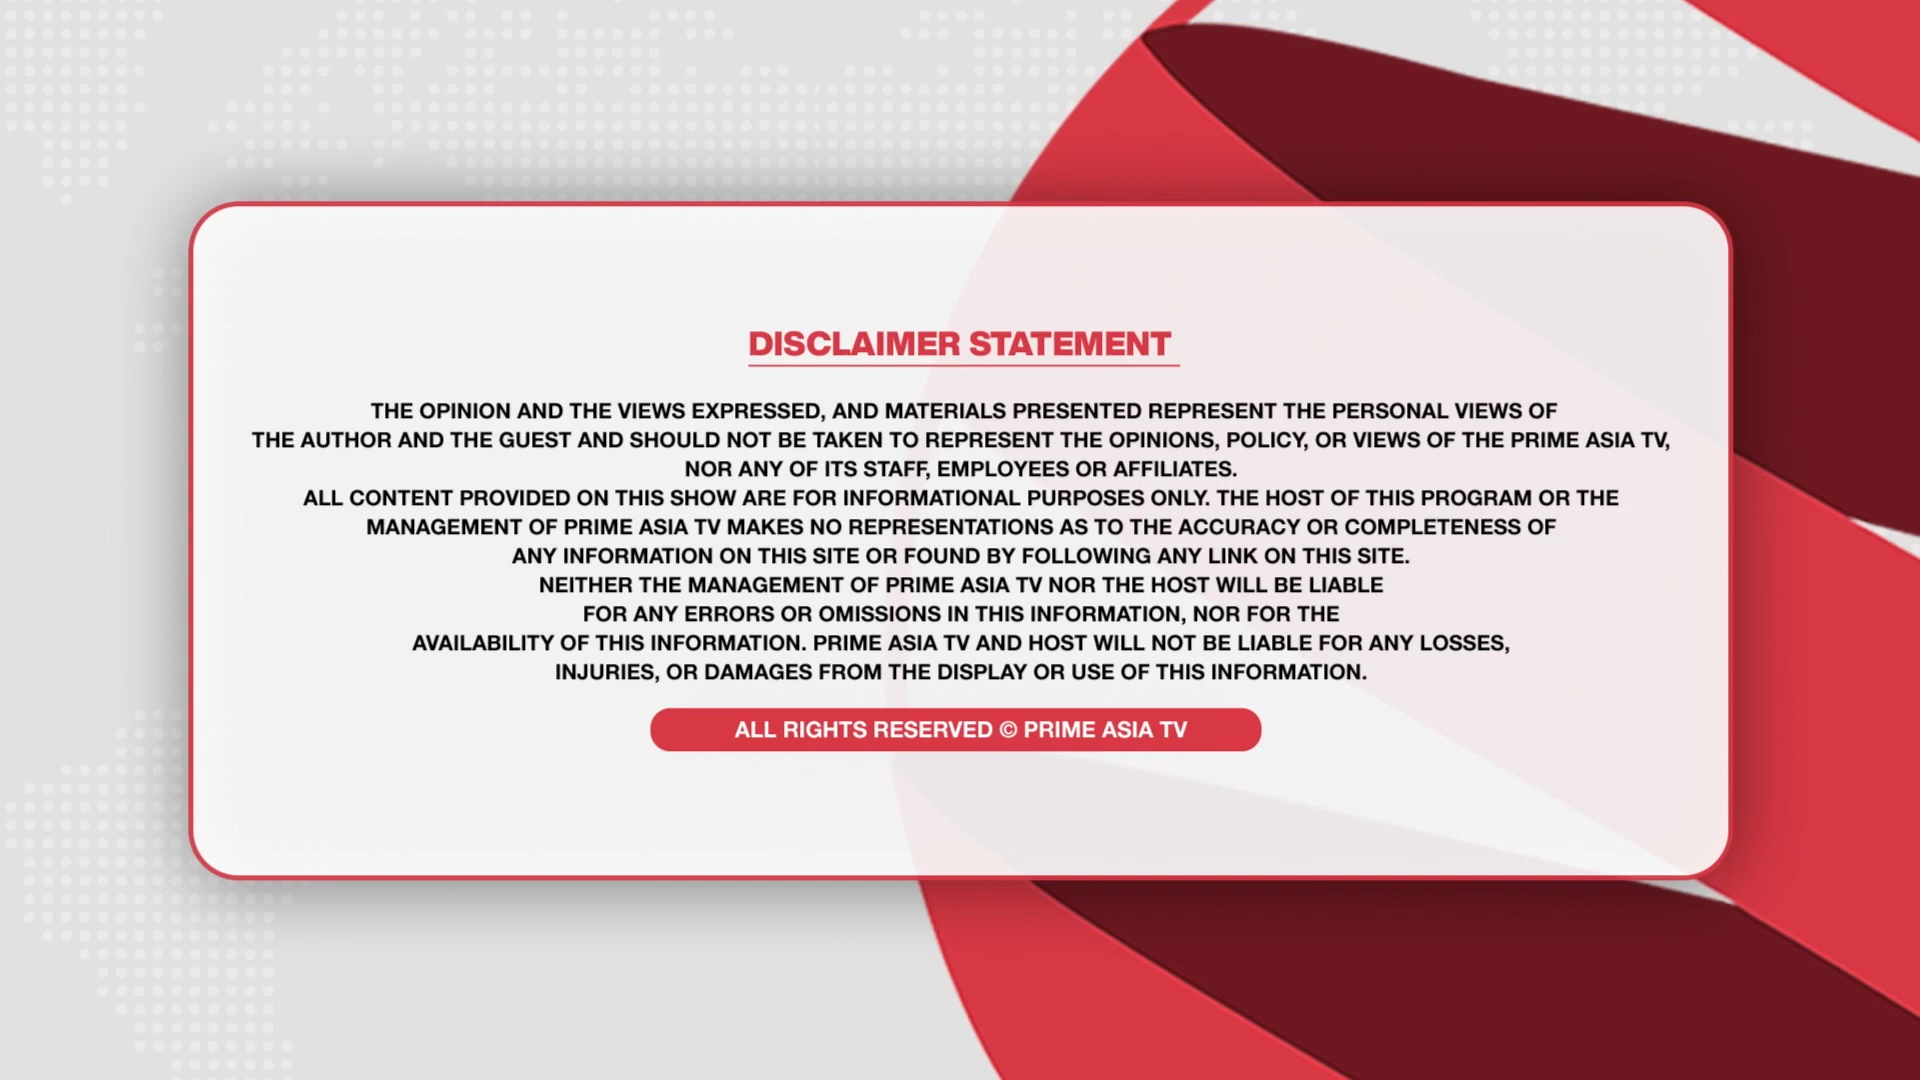 DISCLAIMER STATEMENT
THE OPINION AND THE VIEWS EXPRESSED, AND MATERIALS PRESENTED REPRESENT THE PERSONAL VIEWS OF
THE AUTHOR AND THE GUEST AND SHOULD NOT BE TAKEN TO REPRESENT THE OPINIONS, POLICY, OR VIEWS OF THE PRIME ASIA TV,
NOR ANY OF ITS STAFF, EMPLOYEES OR AFFILIATES.
ALL CONTENT PROVIDED ON THIS SHOW ARE FOR INFORMATIONAL PURPOSES ONLY. THE HOST OF THIS PROGRAM OR THE
MANAGEMENT OF PRIME ASIA TV MAKES NO REPRESENTATIONS AS TO THE ACCURACY OR COMPLETENESS OF
ANY INFORMATION ON THIS SITE OR FOUND BY FOLLOWING ANY LINK ON THIS SITE.
NEITHER THE MANAGEMENT OF PRIME ASIA TV NOR THE HOST WILL BE LIABLE
FOR ANY ERRORS OR OMISSIONS IN THIS INFORMATION, NOR FOR THE
AVAILABILITY OF THIS INFORMATION. PRIME ASIA TV AND HOST WILL NOT BE LIABLE FOR ANY LOSSES,
INJURIES, OR DAMAGES FROM THE DISPLAY OR USE OF THIS INFORMATION.
ALL RIGHTS RESERVED © PRIME ASIA TV